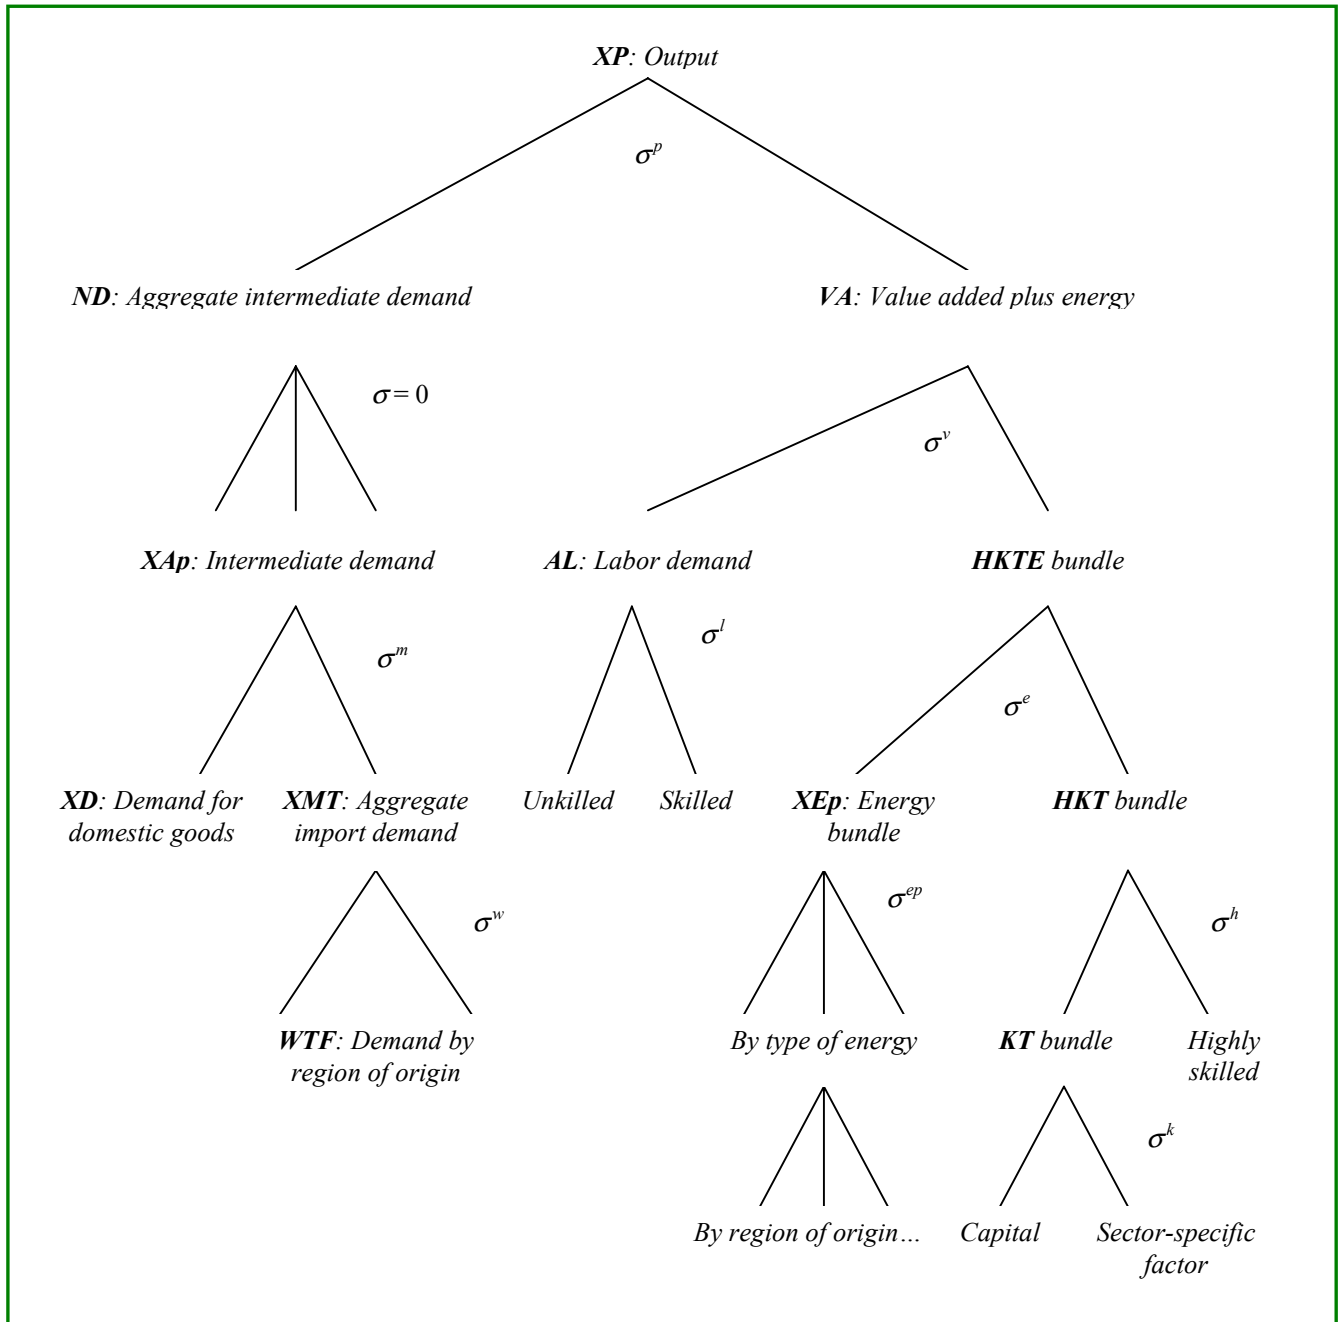 XP: Output
σᵖ
ND: Aggregate intermediate demand
VA: Value added plus energy
σ = 0
σᵛ
XAp: Intermediate demand
AL: Labor demand
HKTE bundle
σˡ
σᵐ
σᵉ
XD: Demand for
domestic goods
XMT: Aggregate
import demand
Unkilled
Skilled
XEp: Energy
bundle
HKT bundle
σᵉᵖ
σʷ
σʰ
WTF: Demand by
region of origin
By type of energy
KT bundle
Highly
skilled
σᵏ
By region of origin…
Capital
Sector-specific
factor